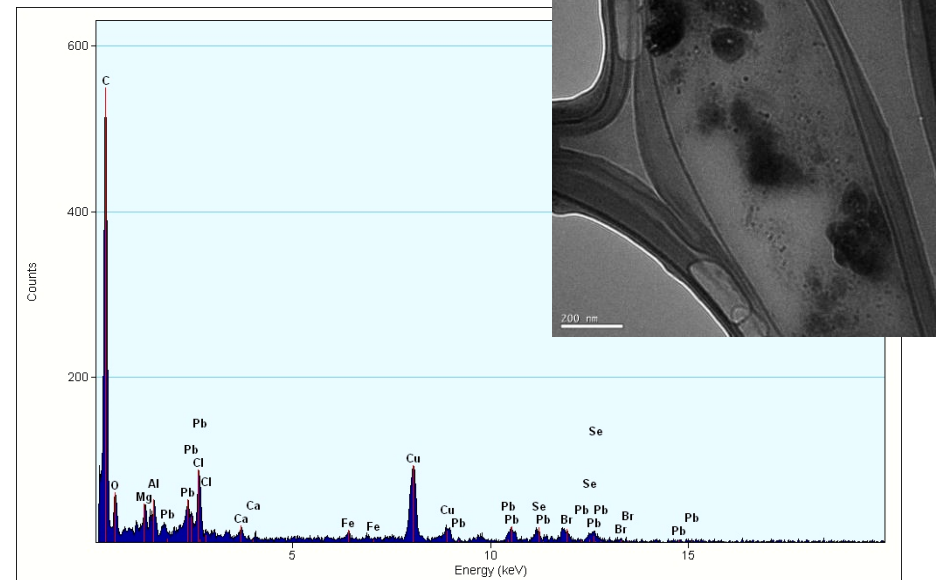 600
400
200
Counts
C
O
Mg
Al
Pb
Pb
Pb
Pb
Cl
Cl
Ca
Ca
Fe
Fe
Cu
Cu
Pb
Pb
Pb
Se
Pb
Br
Se
Se
Pb
Pb
Pb
Br
Br
Pb
Pb
5
10
15
Energy (keV)
200 nm